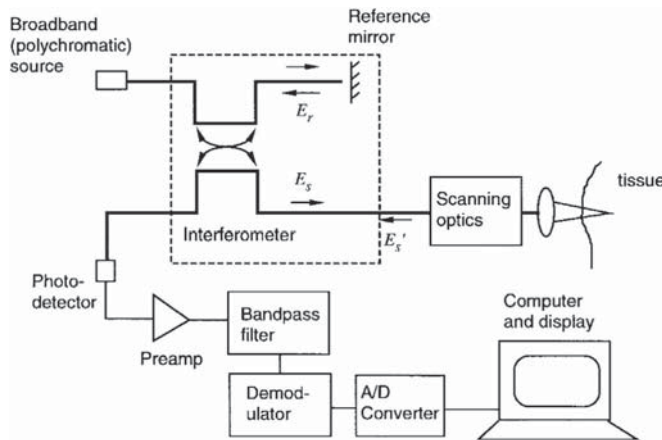 Broadband
(polychromatic)
source
Reference
mirror
E_r
E_s
Interferometer
E_s'
Scanning
optics
tissue
Photo-
detector
Preamp
Bandpass
filter
Demod-
ulator
A/D
Converter
Computer
and display